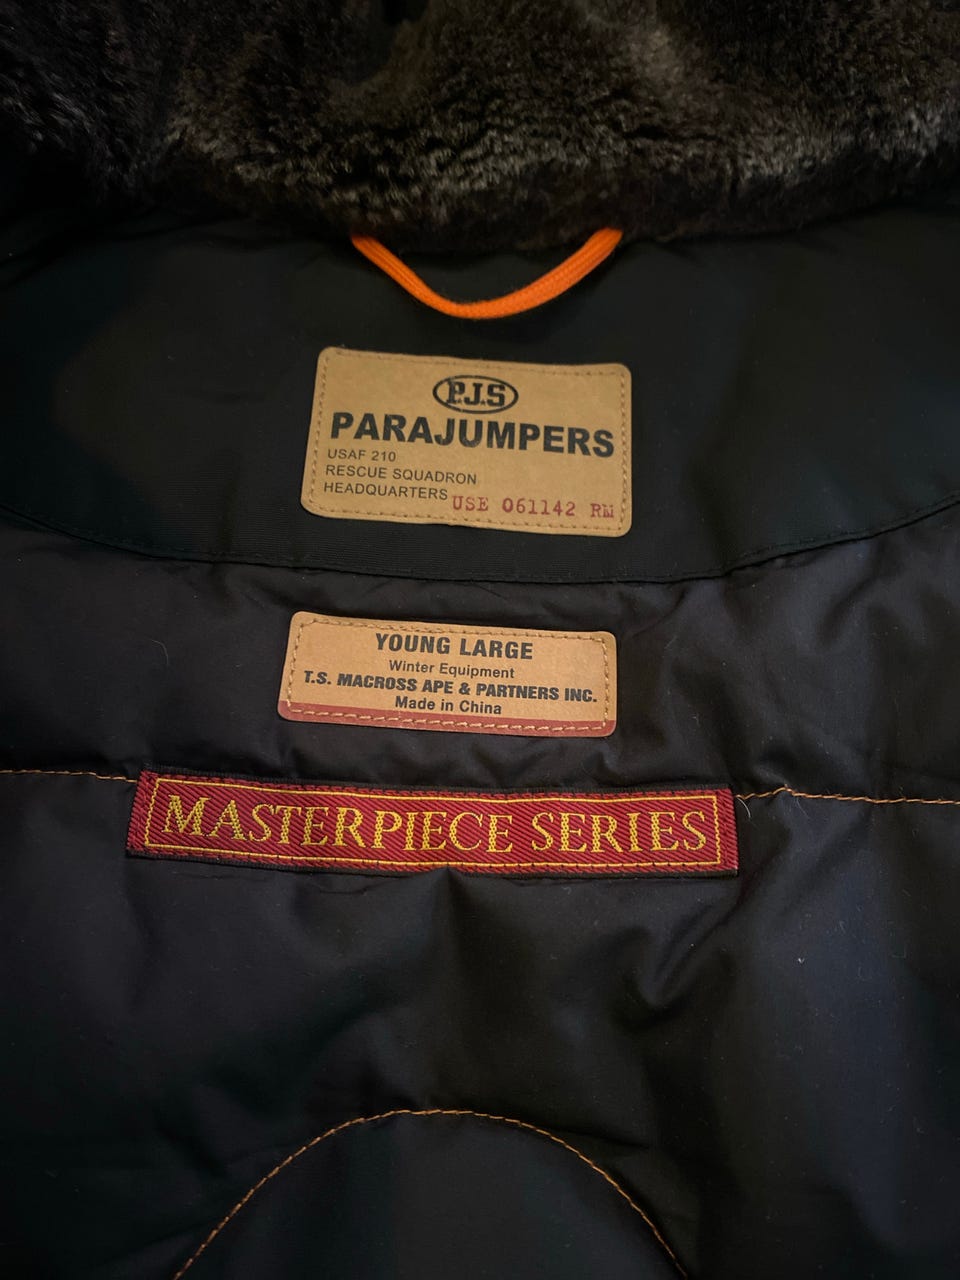 P.J.S
PARAJUMPERS
USAF 210
RESCUE SQUADRON
HEADQUARTERS USE 061142 RM
YOUNG LARGE
Winter Equipment
T.S. MACROSS APE & PARTNERS INC.
Made in China
MASTERPIECE SERIES